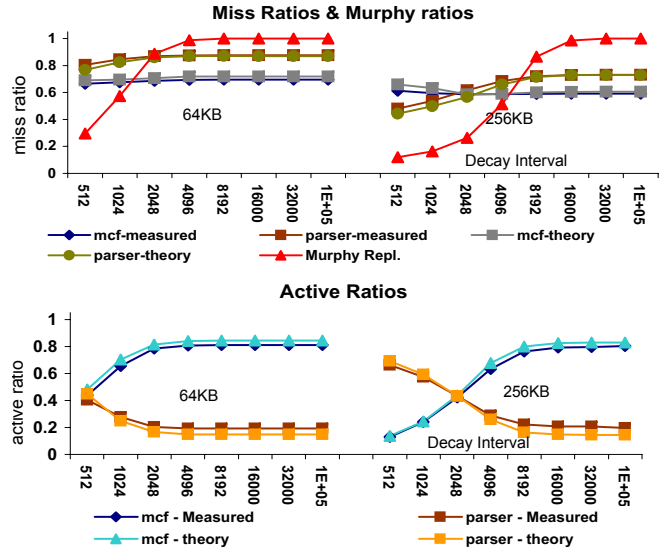 Miss Ratios & Murphy ratios
miss ratio
1
0.8
0.6
0.4
0.2
0
64KB
256KB
Decay Interval
512
1024
2048
4096
8192
16000
32000
1E+05
512
1024
2048
4096
8192
16000
32000
1E+05
mcf-measured
parser-measured
mcf-theory
parser-theory
Murphy Repl.
Active Ratios
active ratio
1.0
0.8
0.6
0.4
0.2
0.0
64KB
256KB
Decay Interval
512
1024
2048
4096
8192
16000
32000
1E+05
512
1024
2048
4096
8192
16000
32000
1E+05
mcf - Measured
parser - Measured
mcf - theory
parser - theory